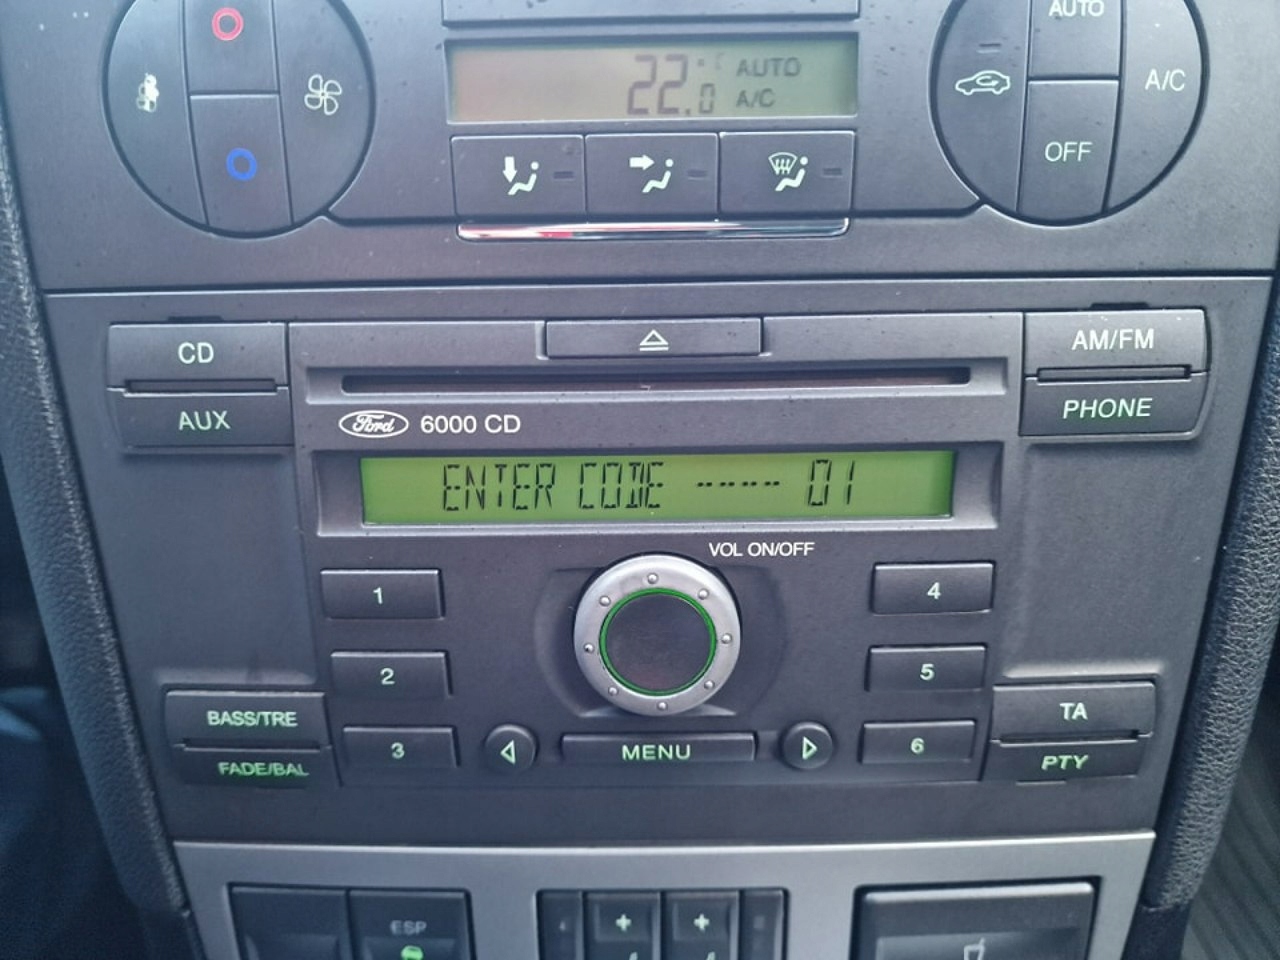 AUTO
22.0 AUTO
A/C
A/C
OFF
CD
AM/FM
AUX
PHONE
Ford 6000 CD
ENTER CODE ---- 01
VOL ON/OFF
1
4
2
5
BASS/TRE
TA
3
MENU
6
FADE/BAL
PTY
ESP
+ +